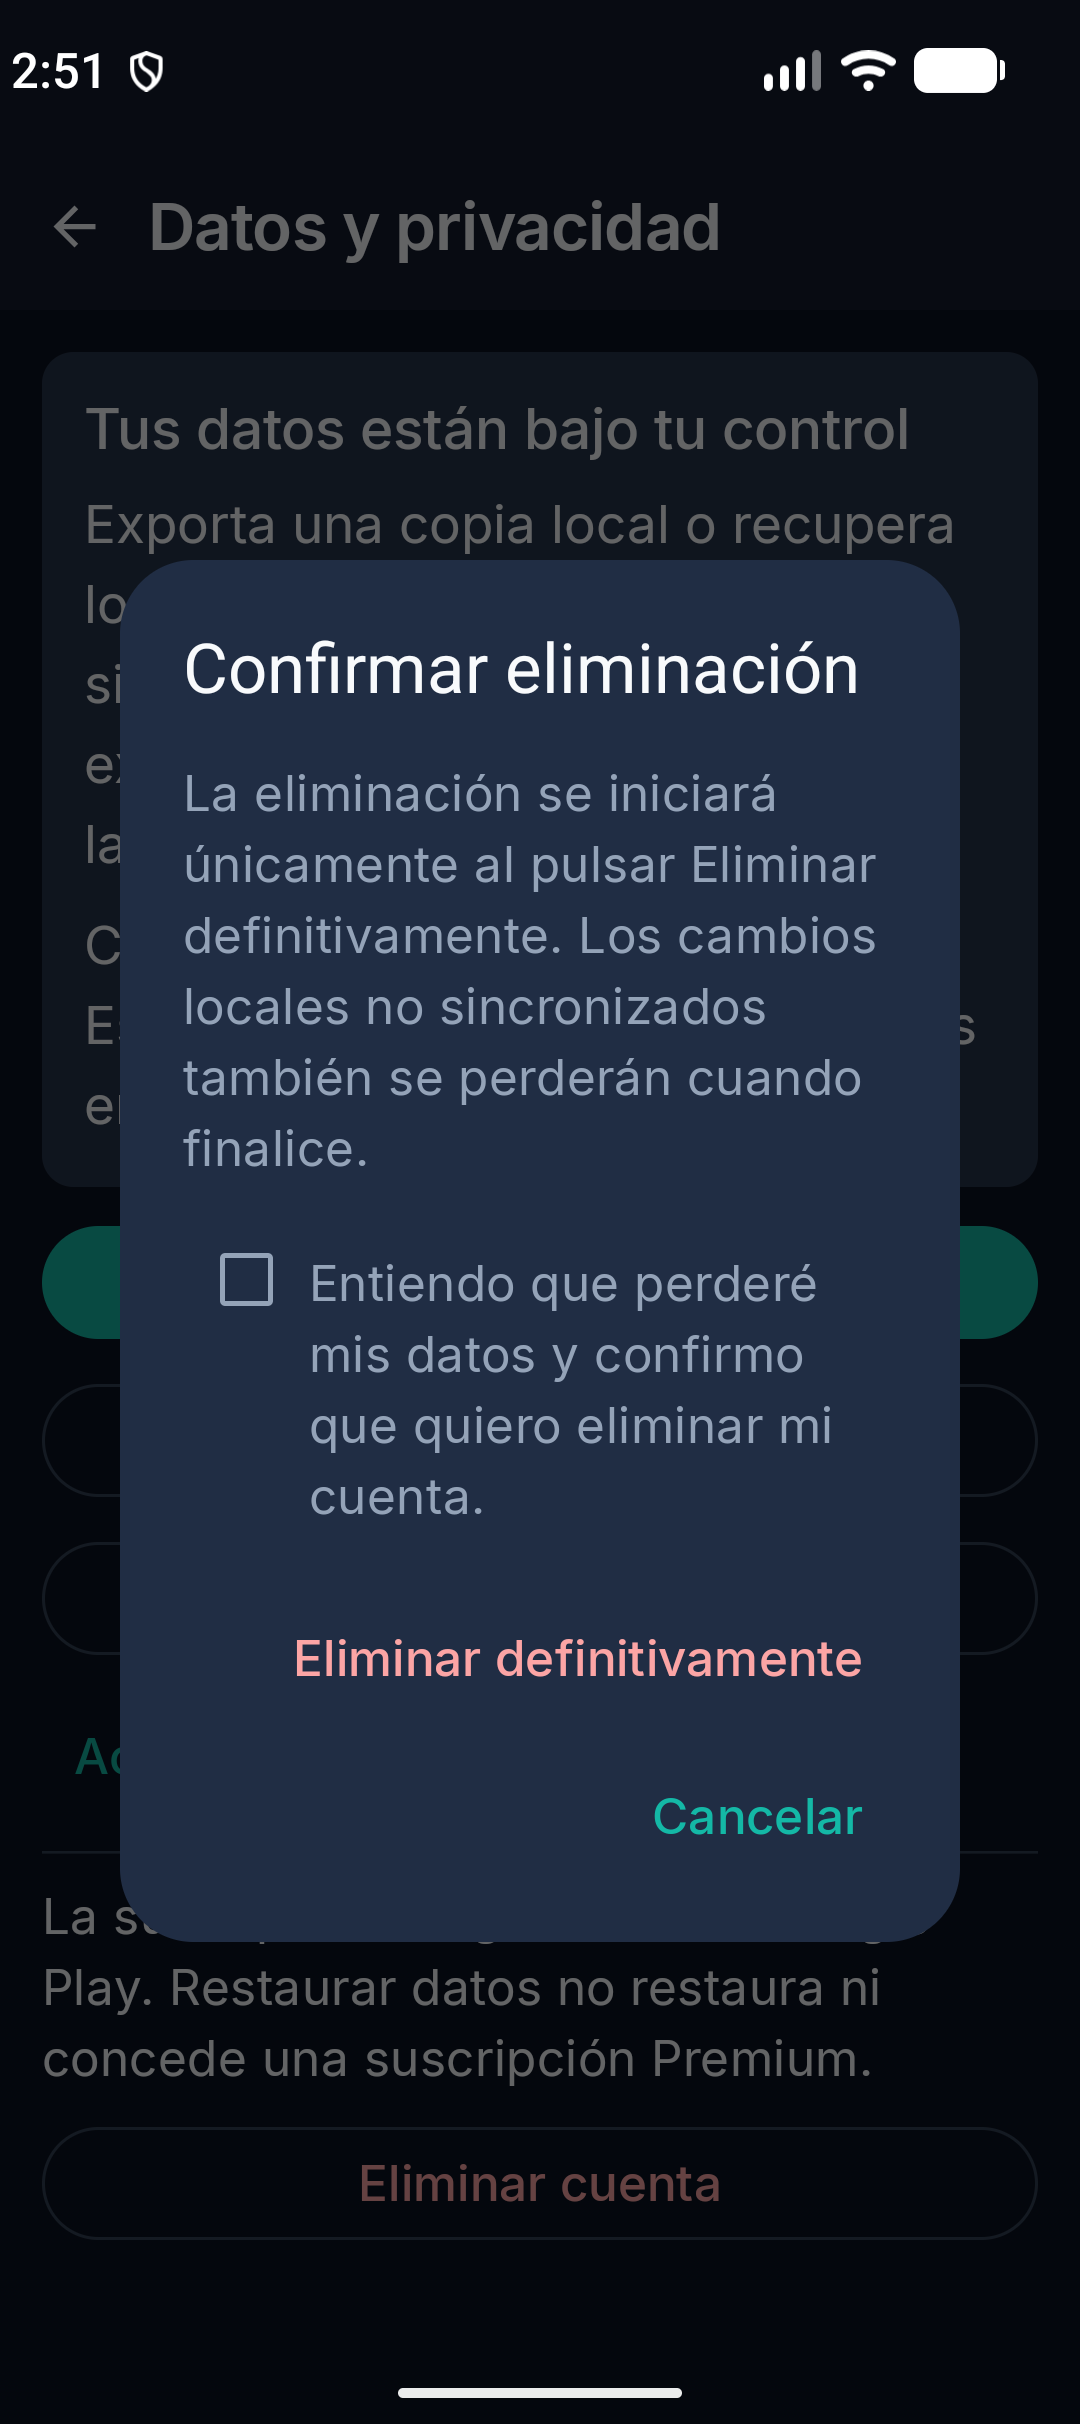 2:51
Datos y privacidad
Tus datos están bajo tu control
Exporta una copia local o recupera
Confirmar eliminación
La eliminación se iniciará
únicamente al pulsar Eliminar
definitivamente. Los cambios
locales no sincronizados
también se perderán cuando
finalice.
Entiendo que perderé
mis datos y confirmo
que quiero eliminar mi
cuenta.
Eliminar definitivamente
Cancelar
La
Play. Restaurar datos no restaura ni
concede una suscripción Premium.
Eliminar cuenta